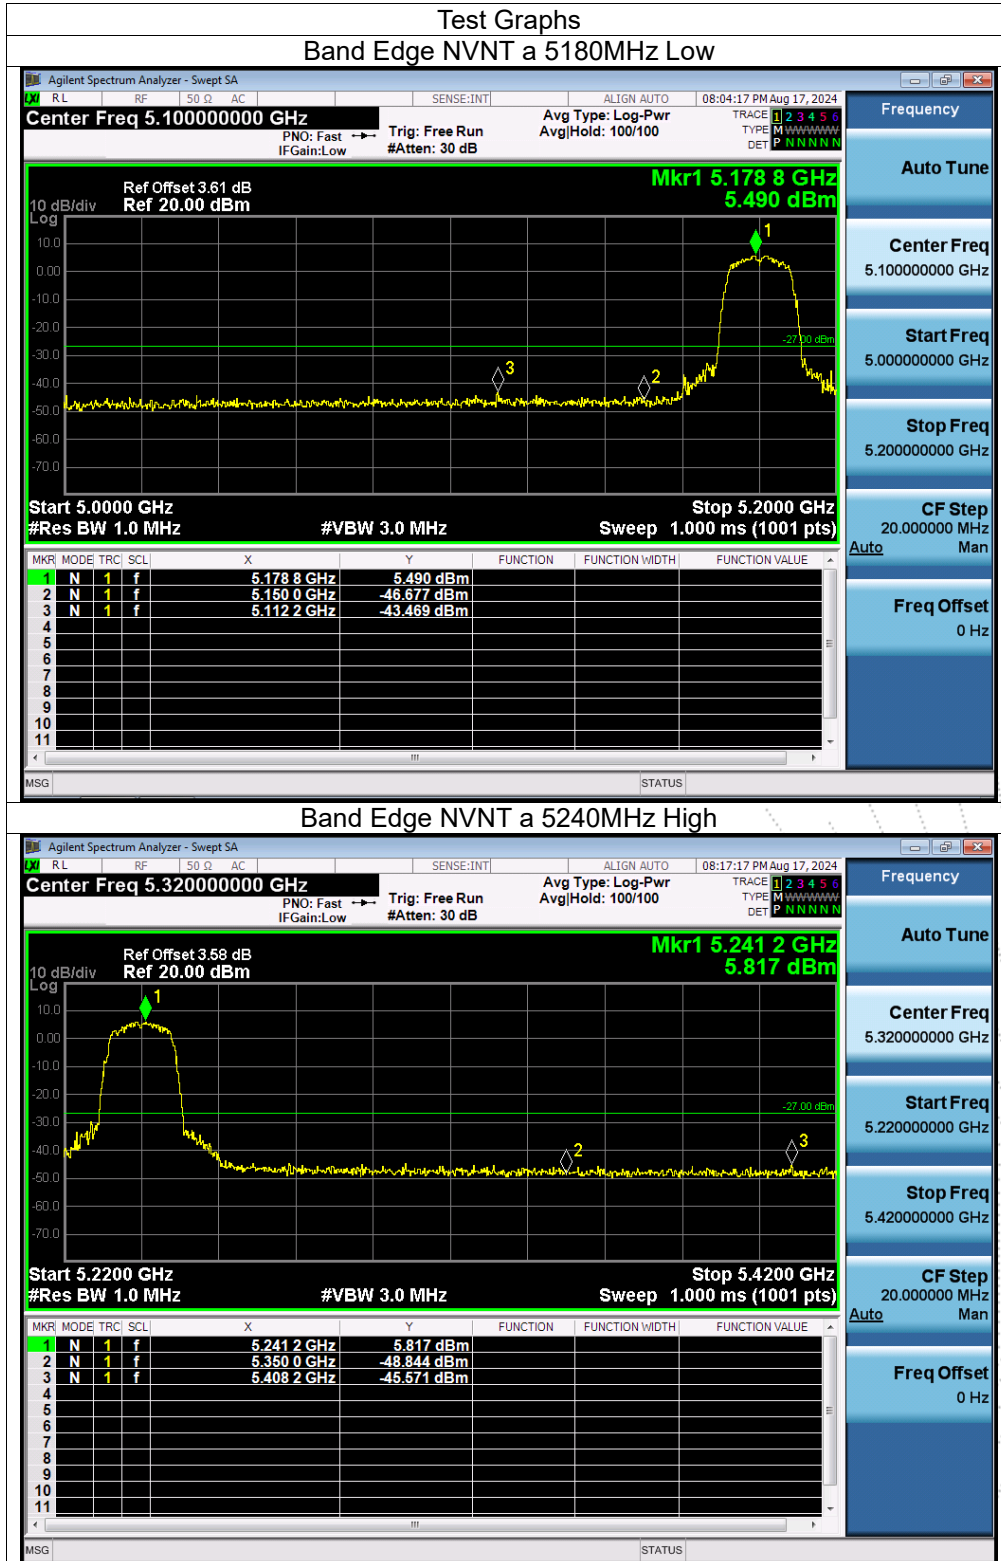 Test Graphs
Band Edge NVNT a 5180MHz Low
Agilent Spectrum Analyzer - Swept SA
LXI RL RF 50 Ω AC SENSE:INT ALIGN AUTO 08:04:17 PM Aug 17, 2024
Center Freq 5.100000000 GHz Avg Type: Log-Pwr TRACE 1 2 3 4 5 6
PNO: Fast Trig: Free Run Avg|Hold: 100/100 TYPE M WWWWW
IFGain:Low #Atten: 30 dB DET P N N N N N
Frequency
Auto Tune
Center Freq
5.100000000 GHz
Start Freq
5.000000000 GHz
Stop Freq
5.200000000 GHz
CF Step
20.000000 MHz
Auto Man
Freq Offset
0 Hz
Mkr1 5.178 8 GHz
5.490 dBm
Ref Offset 3.61 dB
10 dB/div Ref 20.00 dBm
Log
10.0
0.00
-10.0
-20.0
-30.0
-40.0
-50.0
-60.0
-70.0
1
-27.00 dBm
3
2
Start 5.0000 GHz Stop 5.2000 GHz
#Res BW 1.0 MHz #VBW 3.0 MHz Sweep 1.000 ms (1001 pts)
MKR MODE TRC SCL X Y FUNCTION FUNCTION WIDTH FUNCTION VALUE
1 N 1 f 5.178 8 GHz 5.490 dBm
2 N 1 f 5.150 0 GHz -46.677 dBm
3 N 1 f 5.112 2 GHz -43.469 dBm
4
5
6
7
8
9
10
11
MSG STATUS
Band Edge NVNT a 5240MHz High
Agilent Spectrum Analyzer - Swept SA
LXI RL RF 50 Ω AC SENSE:INT ALIGN AUTO 08:17:17 PM Aug 17, 2024
Center Freq 5.320000000 GHz Avg Type: Log-Pwr TRACE 1 2 3 4 5 6
PNO: Fast Trig: Free Run Avg|Hold: 100/100 TYPE M WWWWW
IFGain:Low #Atten: 30 dB DET P N N N N N
Frequency
Auto Tune
Center Freq
5.320000000 GHz
Start Freq
5.220000000 GHz
Stop Freq
5.420000000 GHz
CF Step
20.000000 MHz
Auto Man
Freq Offset
0 Hz
Mkr1 5.241 2 GHz
5.817 dBm
Ref Offset 3.58 dB
10 dB/div Ref 20.00 dBm
Log
10.0
0.00
-10.0
-20.0
-30.0
-40.0
-50.0
-60.0
-70.0
1
-27.00 dBm
2
3
Start 5.2200 GHz Stop 5.4200 GHz
#Res BW 1.0 MHz #VBW 3.0 MHz Sweep 1.000 ms (1001 pts)
MKR MODE TRC SCL X Y FUNCTION FUNCTION WIDTH FUNCTION VALUE
1 N 1 f 5.241 2 GHz 5.817 dBm
2 N 1 f 5.350 0 GHz -48.844 dBm
3 N 1 f 5.408 2 GHz -45.571 dBm
4
5
6
7
8
9
10
11
MSG STATUS